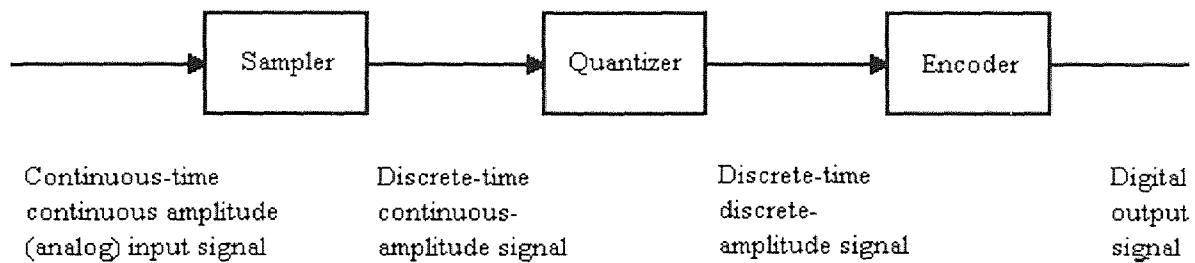 Sampler
Quantizer
Encoder
Continuous-time
continuous amplitude
(analog) input signal
Discrete-time
continuous-
amplitude signal
Discrete-time
discrete-
amplitude signal
Digital
output
signal